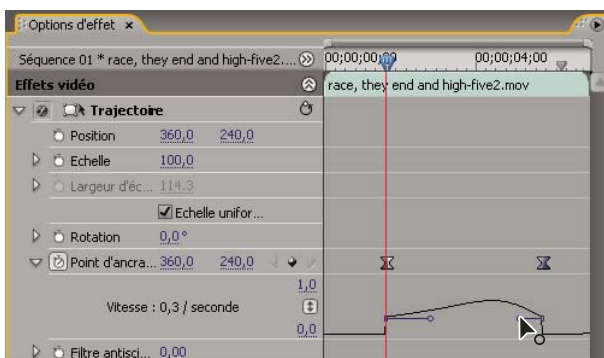 Options d'effet
Séquence 01 * race, they end and high-five2....
00;00;00;00 00;00;04;00
Effets vidéo
race, they end and high-five2.mov
Trajectoire
Position 360,0 240,0
Echelle 100,0
Largeur d'éc... 114,3
Echelle unifor...
Rotation 0,0 °
Point d'ancra... 360,0 240,0
1,0
Vitesse : 0,3 / seconde
0,0
Filtre antisci... 0,00